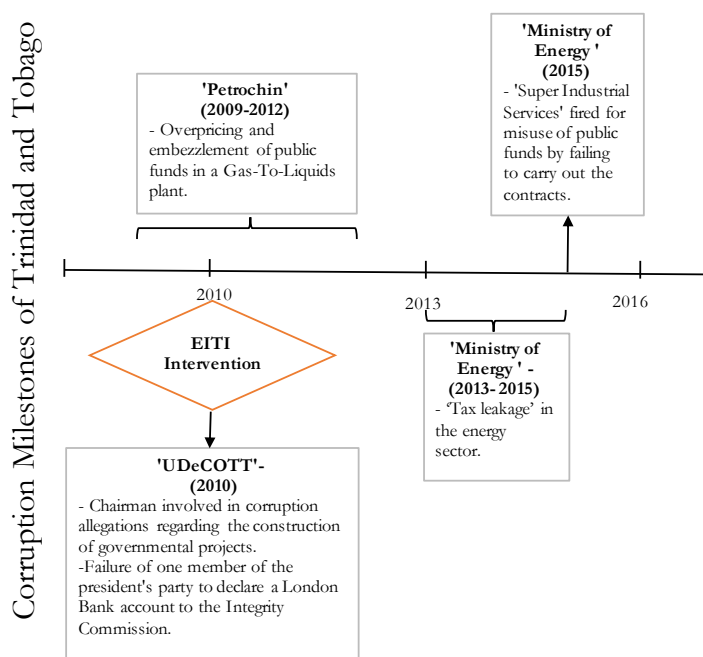 Corruption Milestones of Trinidad and Tobago
'Petrochin'
(2009-2012)
- Overpricing and
embezzlement of public
funds in a Gas-To-Liquids
plant.
'Ministry of
Energy '
(2015)
- 'Super Industrial
Services' fired for
misuse of public
funds by failing
to carry out the
contracts.
2010
2013
2016
EITI
Intervention
'Ministry of
Energy ' -
(2013- 2015)
- ‘Tax leakage’ in
the energy
sector.
'UDeCOTT'-
(2010)
- Chairman involved in corruption
allegations regarding the construction
of governmental projects.
-Failure of one member of the
president's party to declare a London
Bank account to the Integrity
Commission.